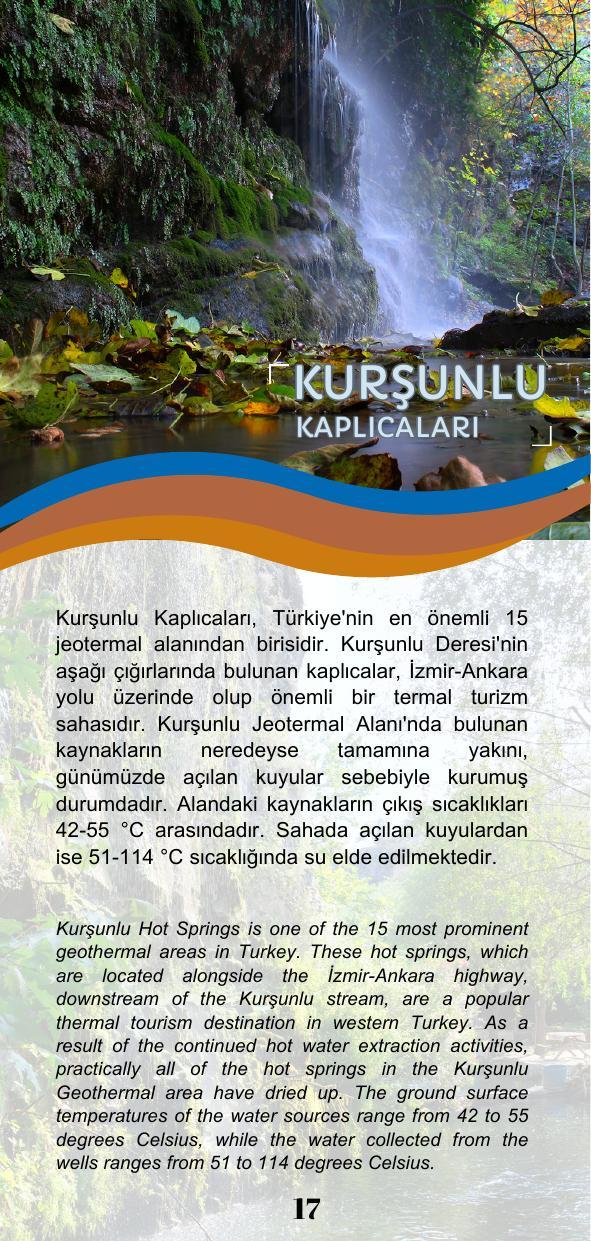 KURŞUNLU
KAPLICALARI
Kurşunlu Kaplıcaları, Türkiye'nin en önemli 15
jeotermal alanından birisidir. Kurşunlu Deresi'nin
aşağı çığırlarında bulunan kaplıcalar, İzmir-Ankara
yolu üzerinde olup önemli bir termal turizm
sahasıdır. Kurşunlu Jeotermal Alanı'nda bulunan
kaynakların neredeyse tamamına yakını,
günümüzde açılan kuyular sebebiyle kurumuş
durumdadır. Alandaki kaynakların çıkış sıcaklıkları
42-55 °C arasındadır. Sahada açılan kuyulardan
ise 51-114 °C sıcaklığında su elde edilmektedir.
Kurşunlu Hot Springs is one of the 15 most prominent
geothermal areas in Turkey. These hot springs, which
are located alongside the İzmir-Ankara highway,
downstream of the Kurşunlu stream, are a popular
thermal tourism destination in western Turkey. As a
result of the continued hot water extraction activities,
practically all of the hot springs in the Kurşunlu
Geothermal area have dried up. The ground surface
temperatures of the water sources range from 42 to 55
degrees Celsius, while the water collected from the
wells ranges from 51 to 114 degrees Celsius.
17